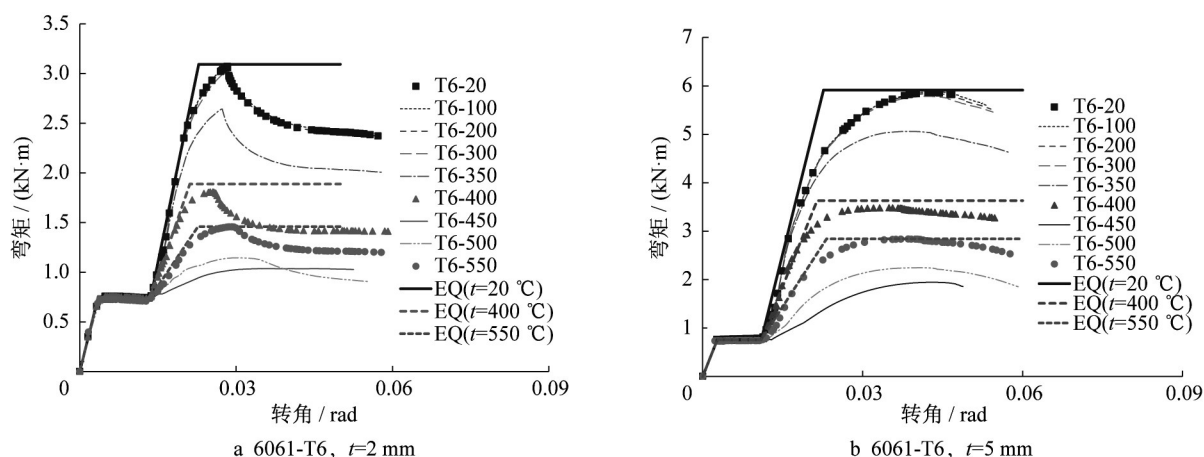 弯矩 / (kN·m)
3.5
3.0
2.5
2.0
1.5
1.0
0.5
0
0.03
0.06
0.09
转角 / rad
T6-20
T6-100
T6-200
T6-300
T6-350
T6-400
T6-450
T6-500
T6-550
EQ(t=20 ℃)
EQ(t=400 ℃)
EQ(t=550 ℃)
a 6061-T6，t=2 mm
弯矩 / (kN·m)
7
6
5
4
3
2
1
0
0.03
0.06
0.09
转角 / rad
T6-20
T6-100
T6-200
T6-300
T6-350
T6-400
T6-450
T6-500
T6-550
EQ(t=20 ℃)
EQ(t=400 ℃)
EQ(t=550 ℃)
b 6061-T6，t=5 mm